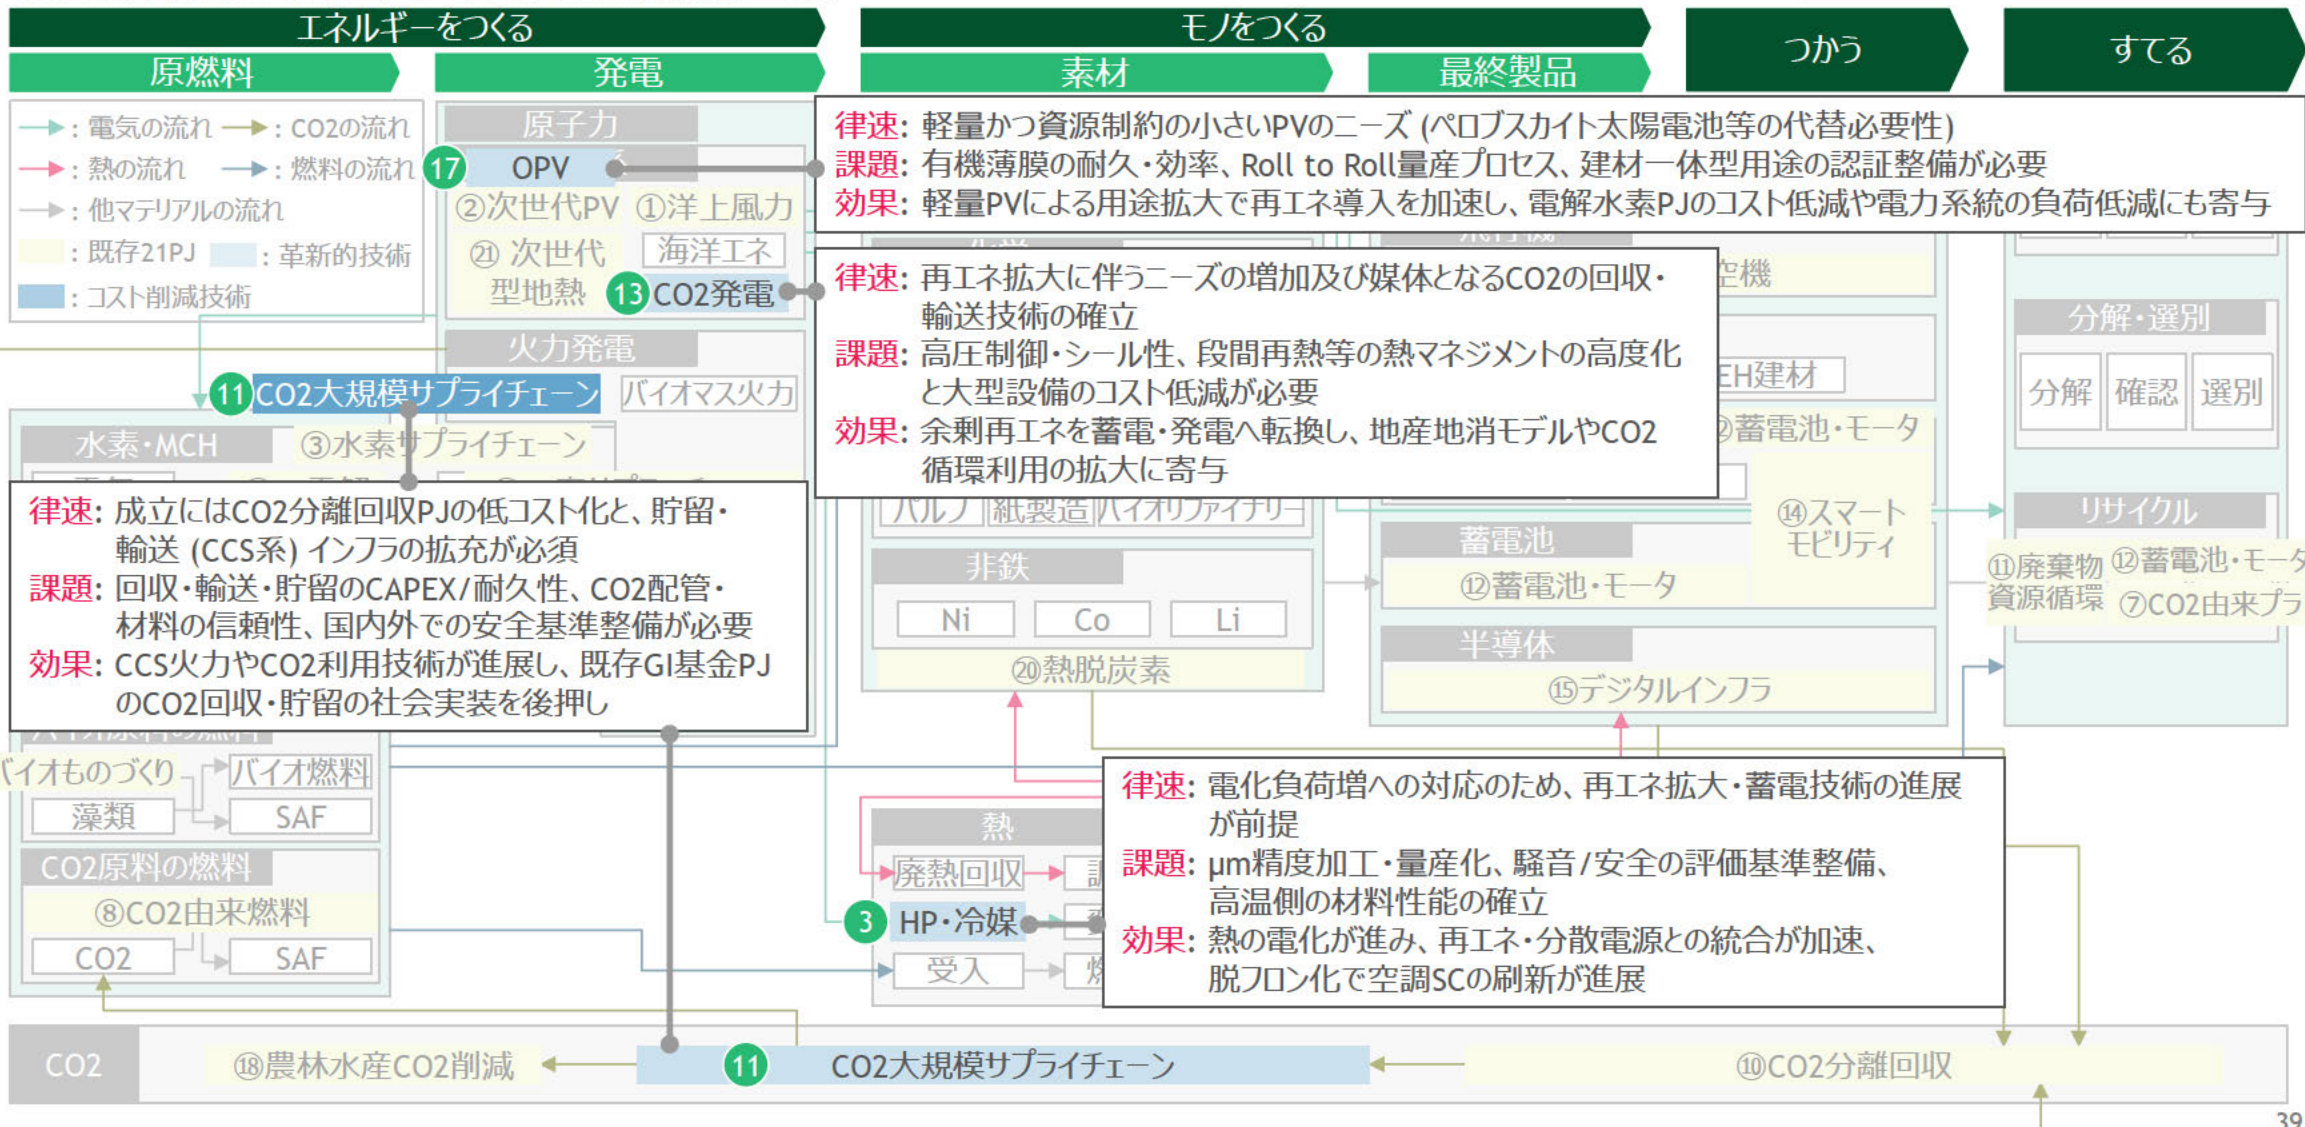 エネルギーをつくる
モノをつくる
つかう
すてる
原燃料
発電
素材
最終製品
: 電気の流れ
: CO2の流れ
: 熱の流れ
: 燃料の流れ
: 他マテリアルの流れ
: 既存21PJ
: 革新的技術
: コスト削減技術
原子力
17 OPV
②次世代PV
①洋上風力
㉑ 次世代
型地熱
海洋エネ
13 CO2発電
律速: 軽量かつ資源制約の小さいPVのニーズ (ペロブスカイト太陽電池等の代替必要性)
課題: 有機薄膜の耐久・効率、Roll to Roll量産プロセス、建材一体型用途の認証整備が必要
効果: 軽量PVによる用途拡大で再エネ導入を加速し、電解水素PJのコスト低減や電力系統の負荷低減にも寄与
律速: 再エネ拡大に伴うニーズの増加及び媒体となるCO2の回収・
輸送技術の確立
課題: 高圧制御・シール性、段間再熱等の熱マネジメントの高度化
と大型設備のコスト低減が必要
効果: 余剰再エネを蓄電・発電へ転換し、地産地消モデルやCO2
循環利用の拡大に寄与
空機
EH建材
蓄電池・モータ
火力発電
11 CO2大規模サプライチェーン
バイオマス火力
水素・MCH
③水素サプライチェーン
律速: 成立にはCO2分離回収PJの低コスト化と、貯留・
輸送 (CCS系) インフラの拡充が必須
課題: 回収・輸送・貯留のCAPEX/耐久性、CO2配管・
材料の信頼性、国内外での安全基準整備が必要
効果: CCS火力やCO2利用技術が進展し、既存GI基金PJ
のCO2回収・貯留の社会実装を後押し
パルプ
紙製造
バイオリファイナリー
非鉄
Ni
Co
Li
⑳熱脱炭素
蓄電池
⑫蓄電池・モータ
⑭スマート
モビリティ
半導体
⑮デジタルインフラ
分解・選別
分解
確認
選別
リサイクル
⑪廃棄物
資源循環
⑫蓄電池・モータ
⑦CO2由来プラ
バイオものづくり
バイオ燃料
藻類
SAF
CO2原料の燃料
⑧CO2由来燃料
CO2
SAF
熱
廃熱回収
3 HP・冷媒
受入
律速: 電化負荷増への対応のため、再エネ拡大・蓄電技術の進展
が前提
課題: μm精度加工・量産化、騒音/安全の評価基準整備、
高温側の材料性能の確立
効果: 熱の電化が進み、再エネ・分散電源との統合が加速、
脱フロン化で空調SCの刷新が進展
CO2
⑱農林水産CO2削減
11 CO2大規模サプライチェーン
⑩CO2分離回収
39